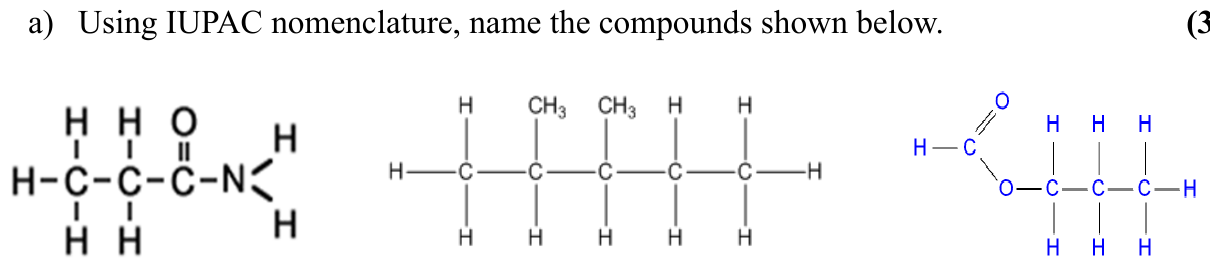 a) Using IUPAC nomenclature, name the compounds shown below. (3
H H O
H
H-C-C-C-N
H H H
H CH₃ CH₃ H H
H C C C C C H
H H H H H
O
H H H
H C
O C C C H
H H H